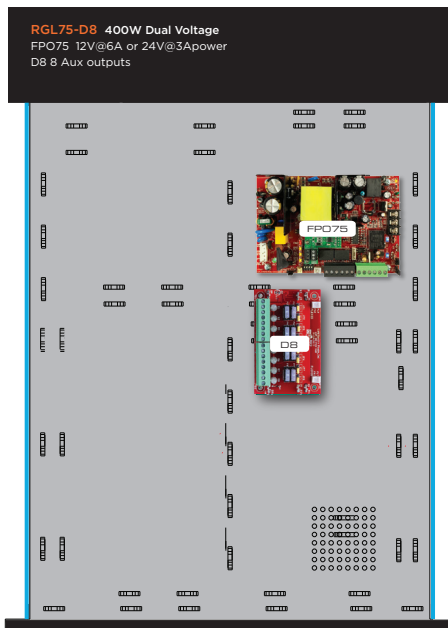 RGL75-D8 400W Dual Voltage
FPO75 12V@6A or 24V@3Apower
D8 8 Aux outputs
FPO75
D8